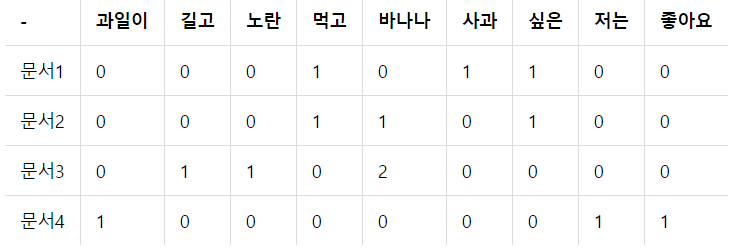 - 과일이 길고 노란 먹고 바나나 사과 싶은 저는 좋아요
문서1 0 0 0 1 0 1 1 0 0
문서2 0 0 0 1 1 0 1 0 0
문서3 0 1 1 0 2 0 0 0 0
문서4 1 0 0 0 0 0 0 1 1